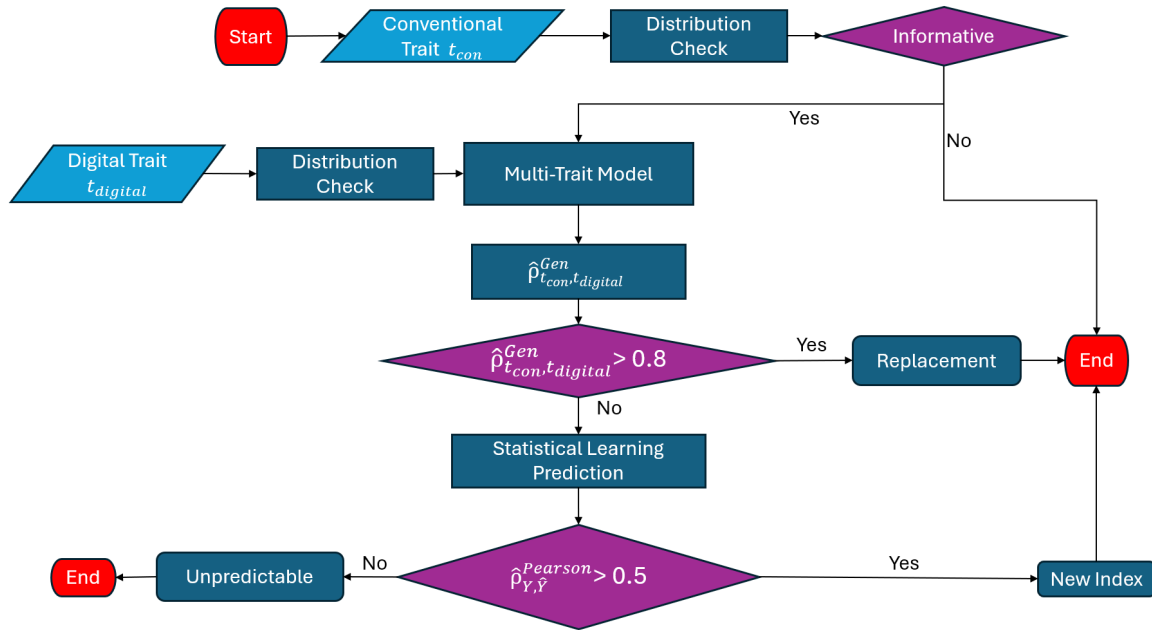 Start
Conventional
Trait t_con
Distribution
Check
Informative
Yes
No
Digital Trait
t_digital
Distribution
Check
Multi-Trait Model
ρ̂^Gen_t_con,t_digital
ρ̂^Gen_t_con,t_digital > 0.8
Yes
Replacement
End
No
Statistical Learning
Prediction
End
Unpredictable
No
ρ̂^Pearson_Y,Ŷ > 0.5
Yes
New Index